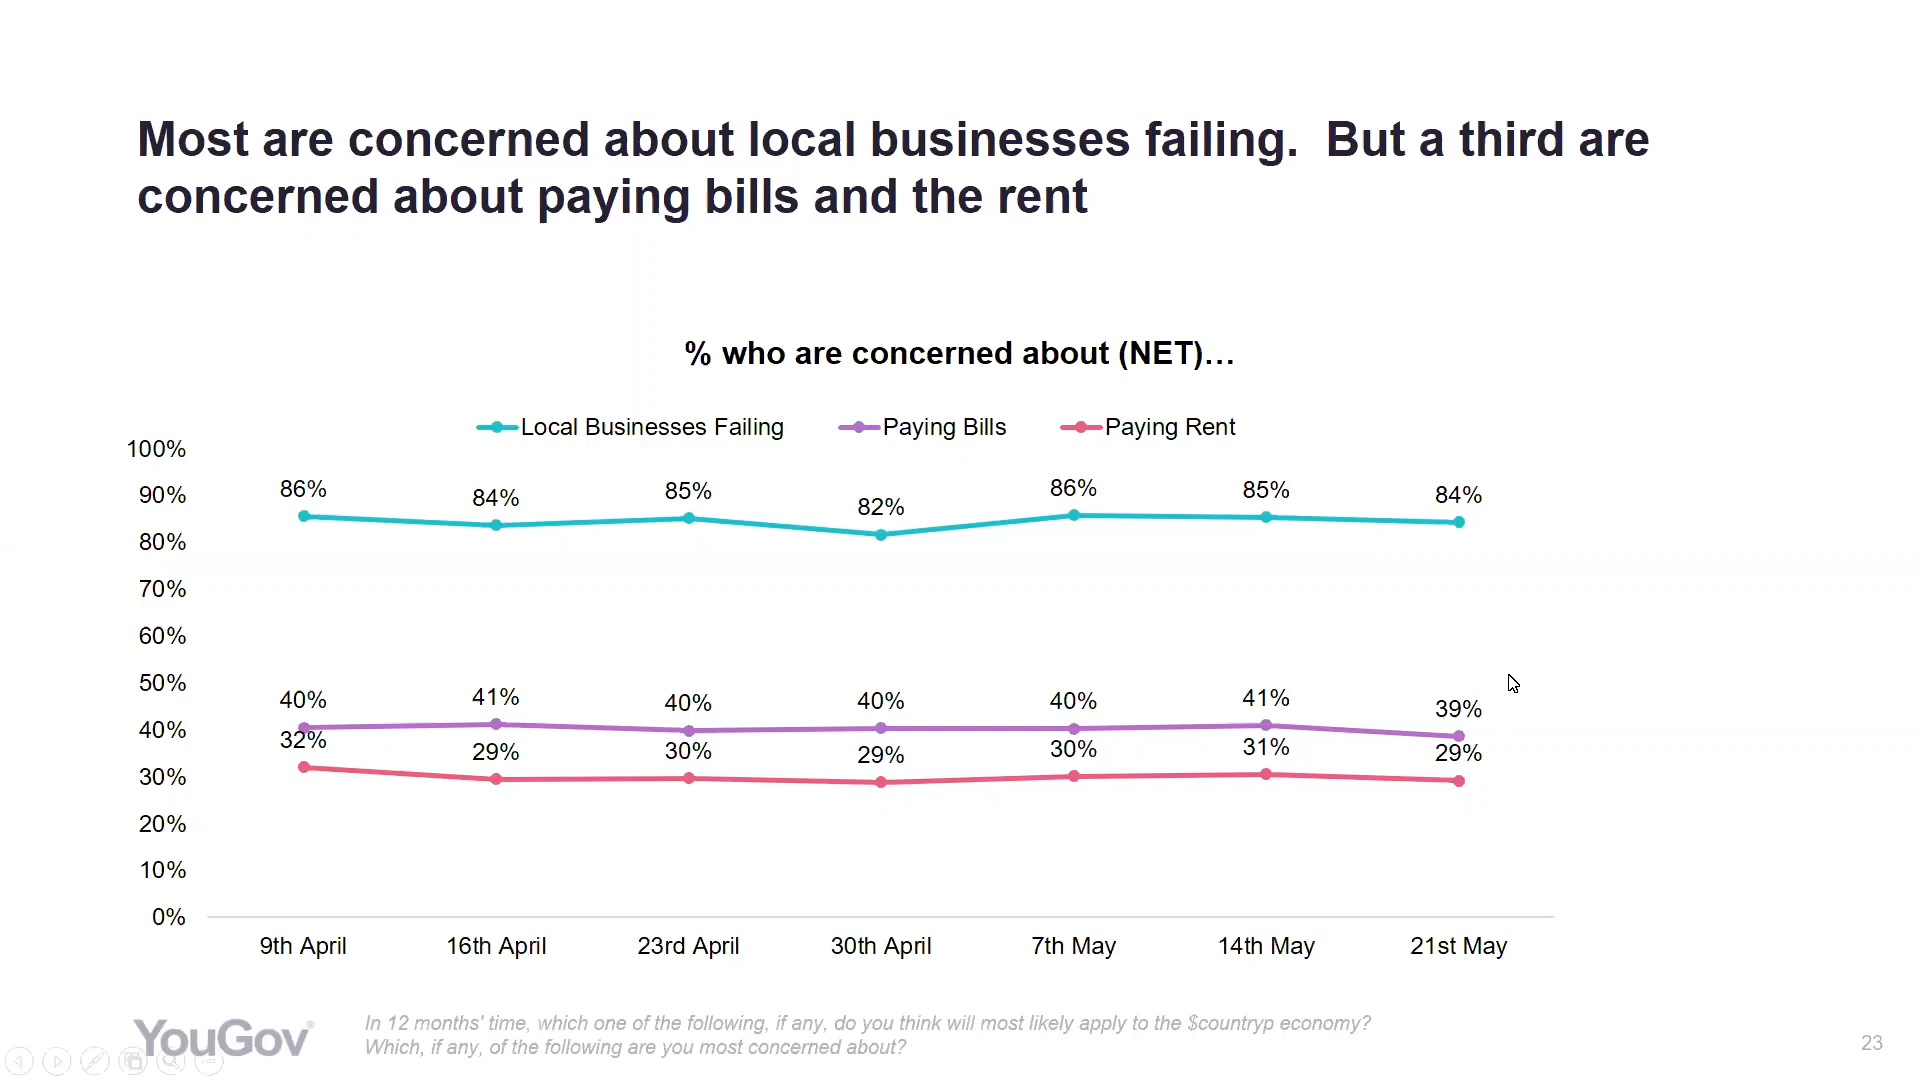 Most are concerned about local businesses failing.  But a third are
concerned about paying bills and the rent
% who are concerned about (NET)…
Local Businesses Failing Paying Bills Paying Rent
100%
90%
80%
70%
60%
50%
40%
30%
20%
10%
0%
86% 84% 85% 82% 86% 85% 84%
40% 41% 40% 40% 40% 41% 39%
32% 29% 30% 29% 30% 31% 29%
9th April 16th April 23rd April 30th April 7th May 14th May 21st May
YouGov®
In 12 months' time, which one of the following, if any, do you think will most likely apply to the $countryp economy?
Which, if any, of the following are you most concerned about?
23